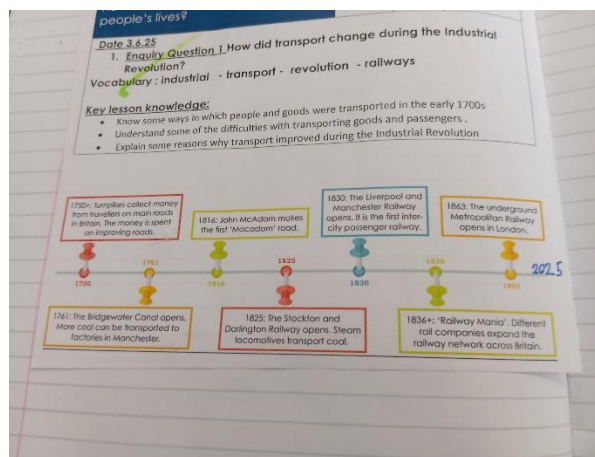 people's lives?
Date 3.6.25
1. Enquiry Question 1 How did transport change during the Industrial
Revolution?
Vocabulary : industrial - transport - revolution - railways
Key lesson knowledge:
• Know some ways in which people and goods were transported in the early 1700s
• Understand some of the difficulties with transporting goods and passengers .
• Explain some reasons why transport improved during the Industrial Revolution
1750+: Turnpikes collect money
from travellers on main roads
in Britain. The money is spent
on improving roads.
1816: John McAdam makes
the first 'Macadam' road.
1830: The Liverpool and
Manchester Railway
opens. It is the first inter-
city passenger railway.
1863: The underground
Metropolitan Railway
opens in London.
1750
1761
1816
1825
1830
1836
1863
2025
1761: The Bridgewater Canal opens.
More coal can be transported to
factories in Manchester.
1825: The Stockton and
Darlington Railway opens. Steam
locomotives transport coal.
1836+: 'Railway Mania'. Different
rail companies expand the
railway network across Britain.